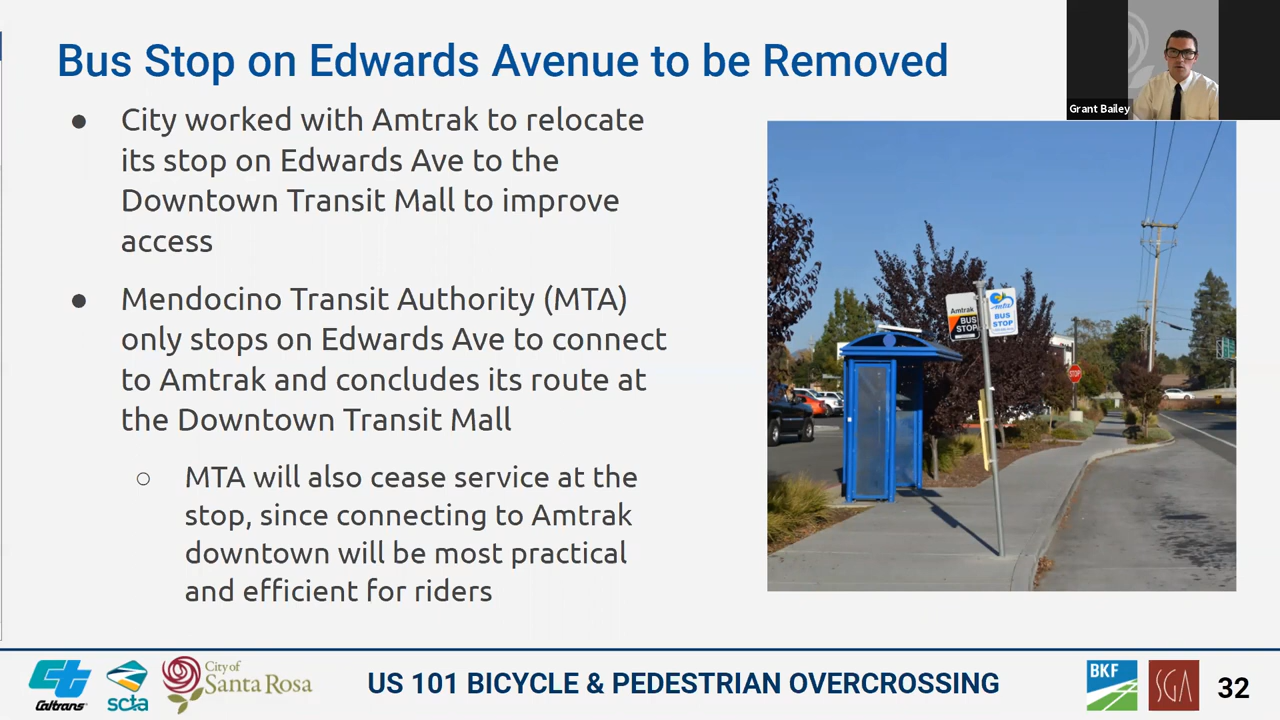 Bus Stop on Edwards Avenue to be Removed
Grant Bailey
● City worked with Amtrak to relocate
its stop on Edwards Ave to the
Downtown Transit Mall to improve
access
● Mendocino Transit Authority (MTA)
only stops on Edwards Ave to connect
to Amtrak and concludes its route at
the Downtown Transit Mall
○ MTA will also cease service at the
stop, since connecting to Amtrak
downtown will be most practical
and efficient for riders
Amtrak
BUS
STOP
mta
BUS
STOP
STOP
Caltrans
scta
City of
Santa Rosa
US 101 BICYCLE & PEDESTRIAN OVERCROSSING
BKF
SGA
32